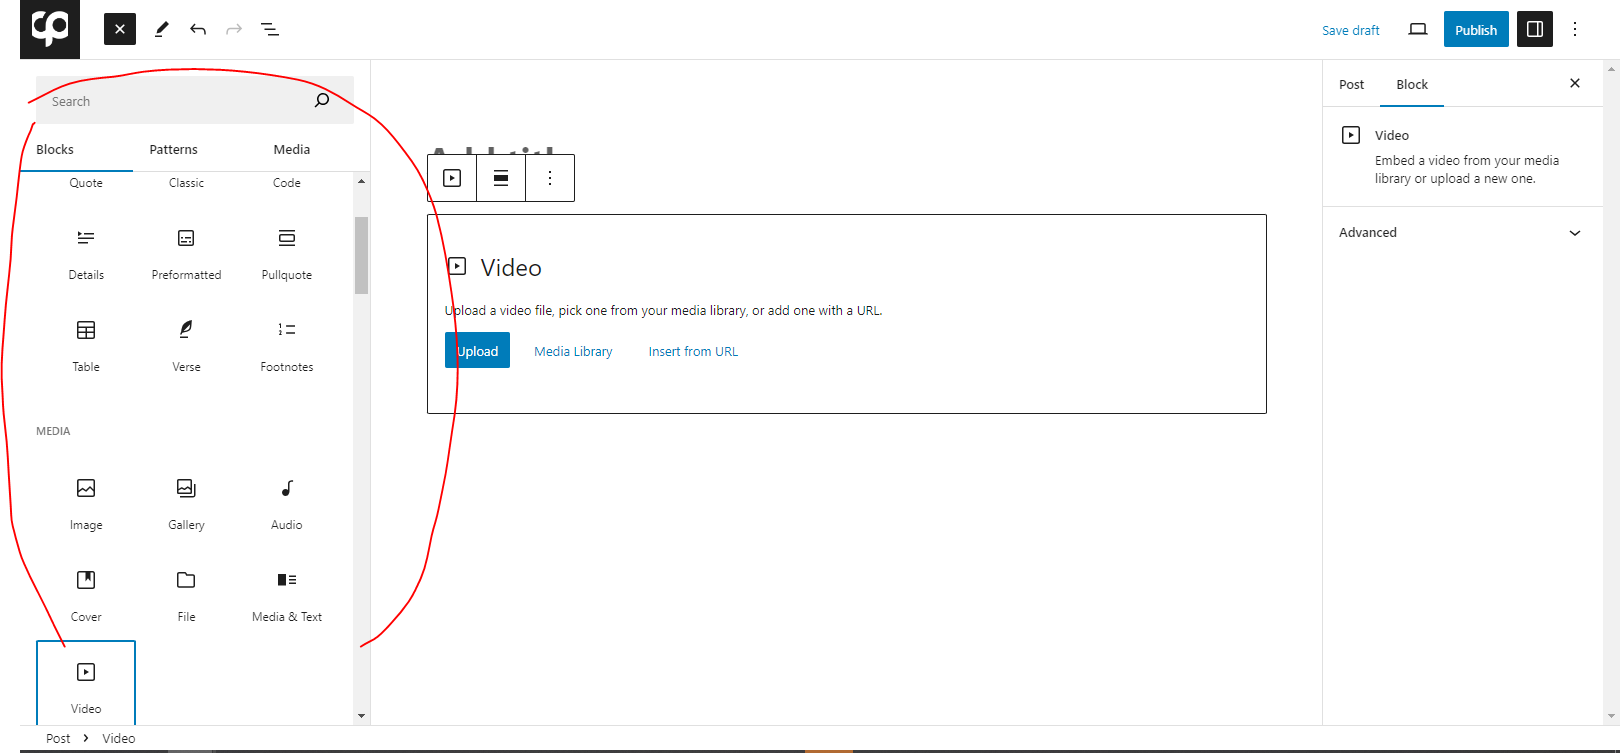 Save draft
Publish
Search
Blocks Patterns Media
Quote Classic Code
Details Preformatted Pullquote
Table Verse Footnotes
MEDIA
Image Gallery Audio
Cover File Media & Text
Video
Add title
Video
Upload a video file, pick one from your media library, or add one with a URL.
Upload Media Library Insert from URL
Post Block
Video
Embed a video from your media
library or upload a new one.
Advanced
Post Video